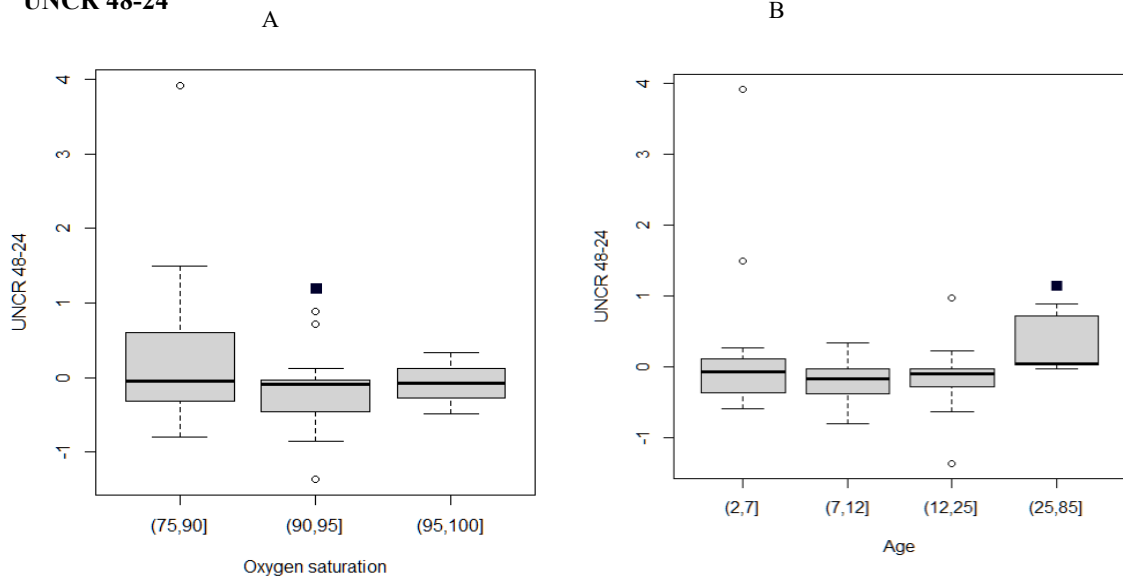 UNCR 48-24
A
B
4
3
2
1
0
-1
UNCR 48-24
(75,90]
(90,95]
(95,100]
Oxygen saturation
4
3
2
1
0
-1
UNCR 48-24
(2,7]
(7,12]
(12,25]
(25,85]
Age